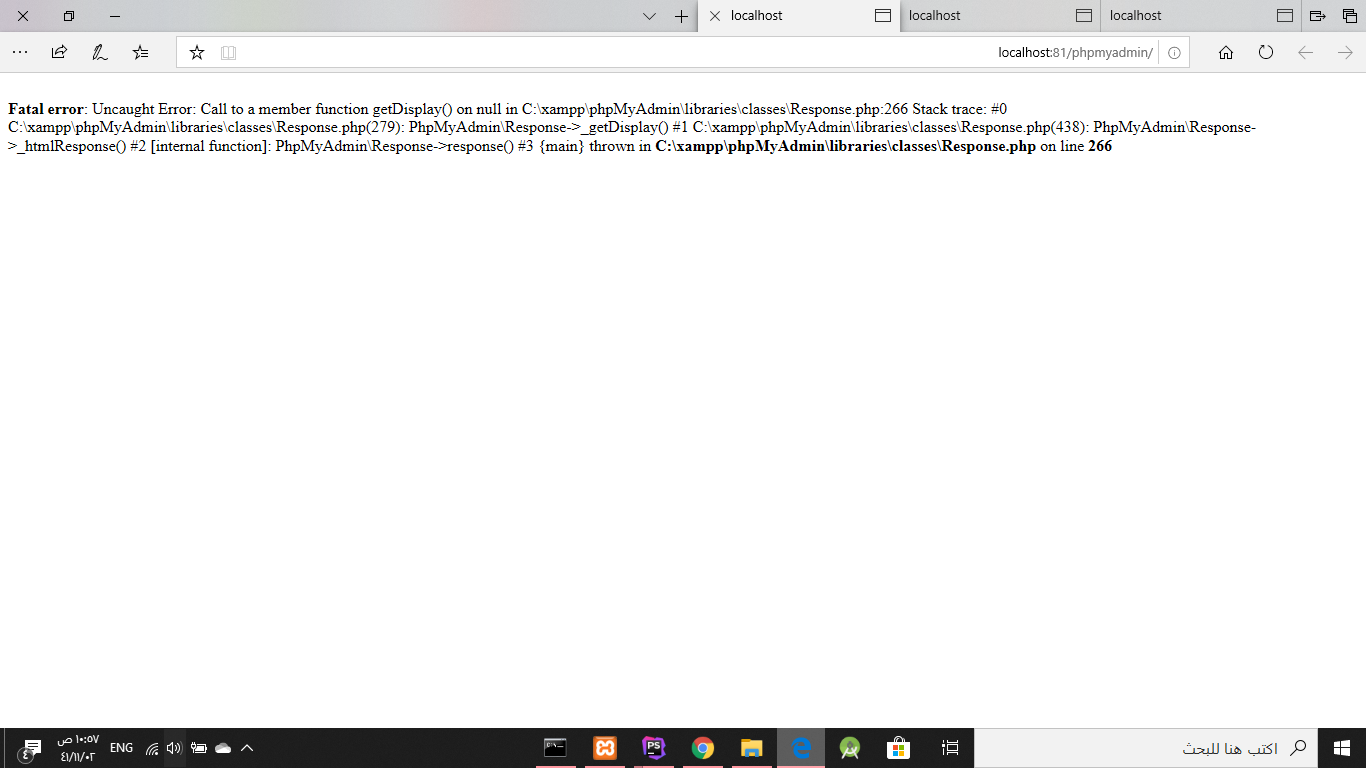 localhost
localhost
localhost
localhost:81/phpmyadmin/
Fatal error: Uncaught Error: Call to a member function getDisplay() on null in C:\xampp\phpMyAdmin\libraries\classes\Response.php:266 Stack trace: #0
C:\xampp\phpMyAdmin\libraries\classes\Response.php(279): PhpMyAdmin\Response->_getDisplay() #1 C:\xampp\phpMyAdmin\libraries\classes\Response.php(438): PhpMyAdmin\Response-
>_htmlResponse() #2 [internal function]: PhpMyAdmin\Response->response() #3 {main} thrown in C:\xampp\phpMyAdmin\libraries\classes\Response.php on line 266
٤
١٠:٥٧ ص
٤١/١١/٠٢
ENG
C:\_
PS
اكتب هنا للبحث